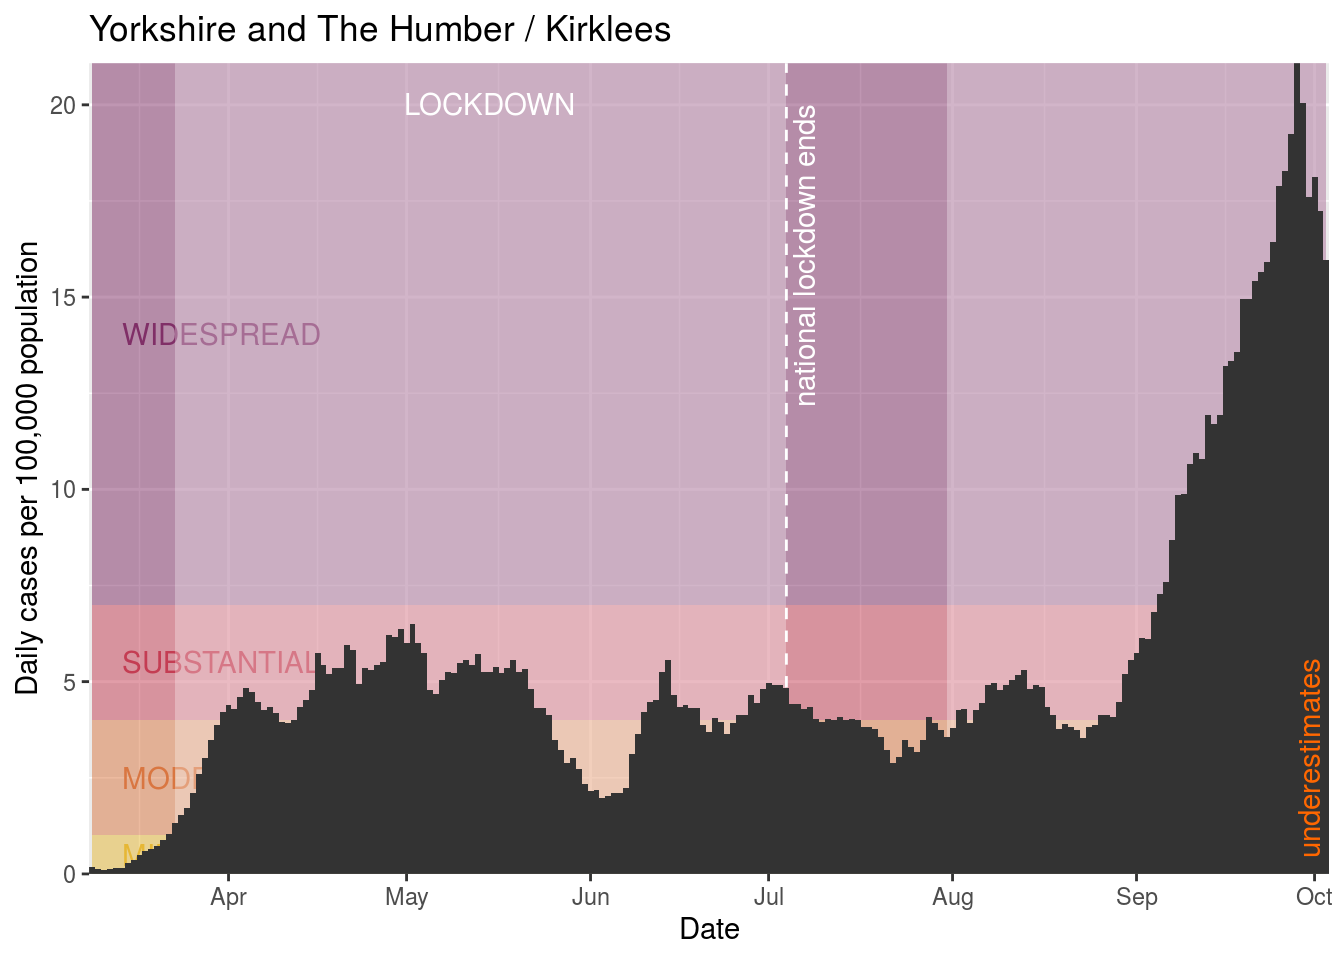 Yorkshire and The Humber / Kirklees
Daily cases per 100,000 population
20
15
10
5
0
LOCKDOWN
national lockdown ends
WIDESPREAD
SUBSTANTIAL
underestimates
Apr
May
Jun
Jul
Aug
Sep
Oct
Date